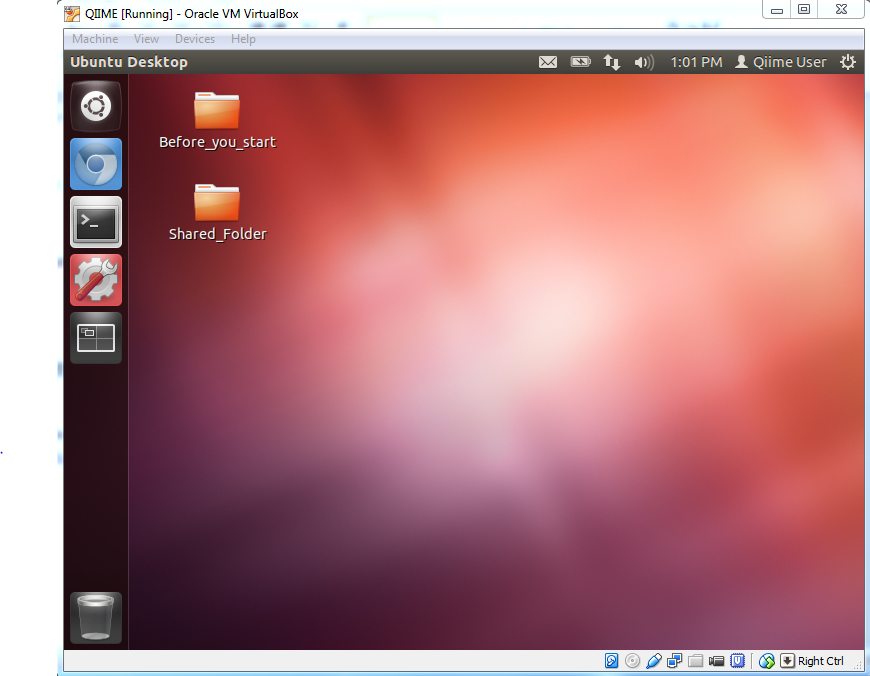 QIIME [Running] - Oracle VM VirtualBox
Machine View Devices Help
Ubuntu Desktop 1:01 PM Qiime User
Before_you_start
Shared_Folder
Right Ctrl